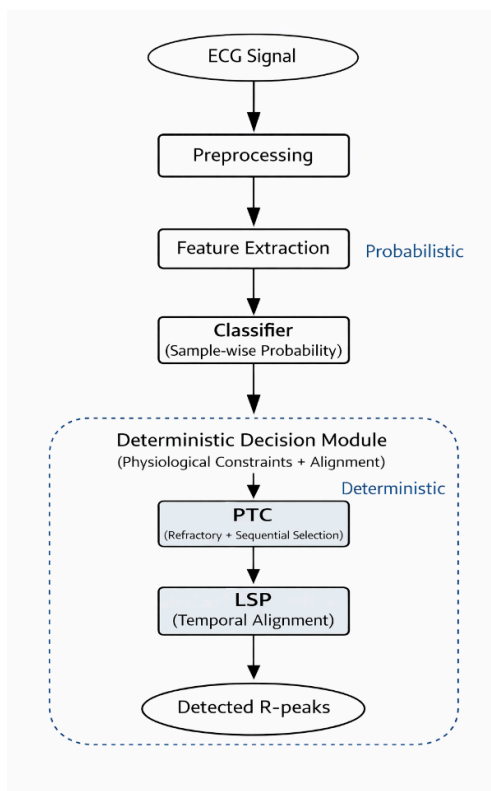 ECG Signal
Preprocessing
Feature Extraction
Probabilistic
Classifier
(Sample-wise Probability)
Deterministic Decision Module
(Physiological Constraints + Alignment)
Deterministic
PTC
(Refractory + Sequential Selection)
LSP
(Temporal Alignment)
Detected R-peaks